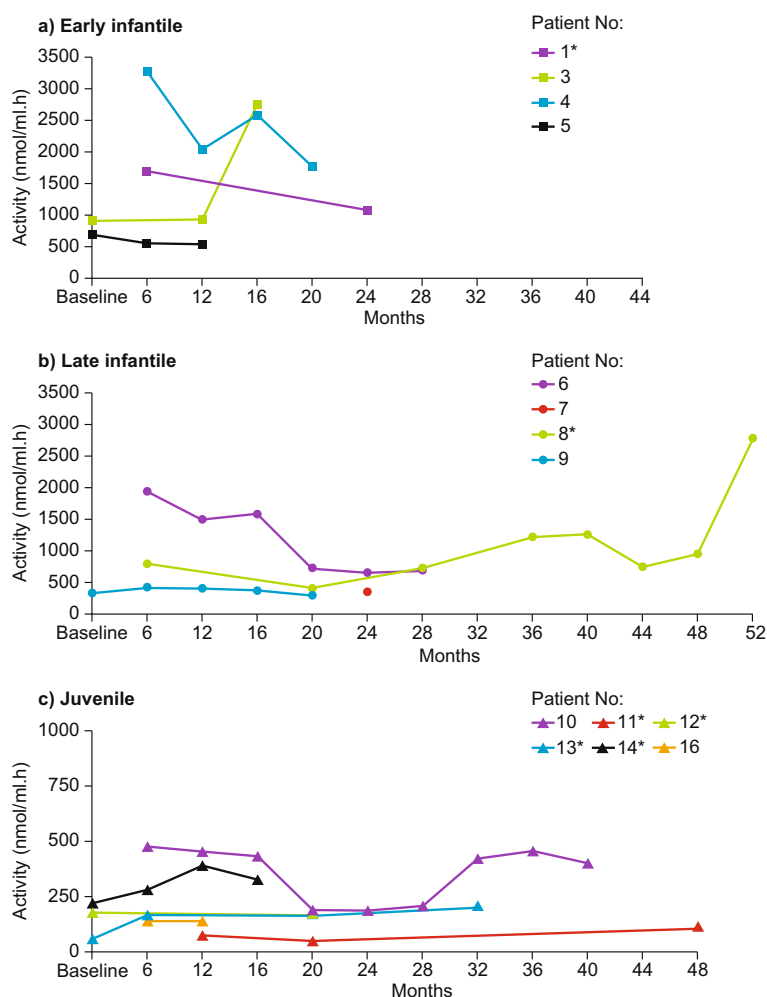 a) Early infantile
Patient No:
1*
3
4
5
Activity (nmol/ml.h)
3500
3000
2500
2000
1500
1000
500
0
Baseline 6 12 16 20 24 28 32 36 40 44
Months
b) Late infantile
Patient No:
6
7
8*
9
Activity (nmol/ml.h)
3500
3000
2500
2000
1500
1000
500
0
Baseline 6 12 16 20 24 28 32 36 40 44 48 52
Months
c) Juvenile
Patient No:
10 11* 12*
13* 14* 16
Activity (nmol/ml.h)
1000
750
500
250
0
Baseline 6 12 16 20 24 28 32 36 40 44 48
Months